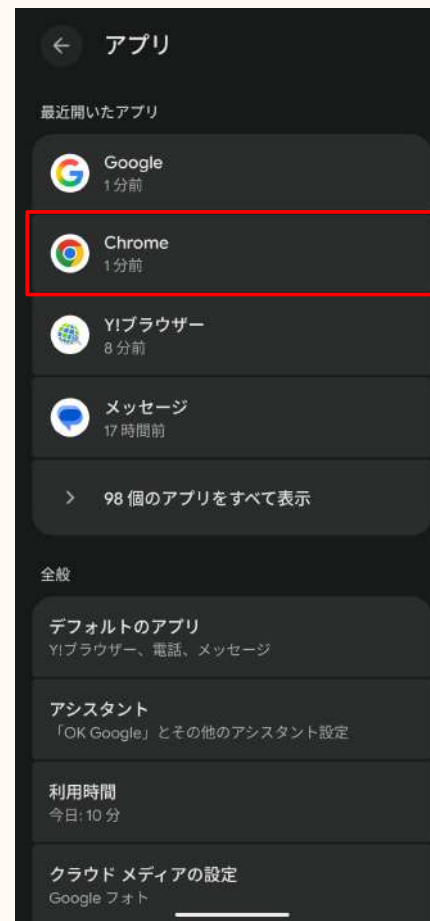 アプリ
最近開いたアプリ
Google
1 分前
Chrome
1 分前
Y!ブラウザー
8 分前
メッセージ
17 時間前
98 個のアプリをすべて表示
全般
デフォルトのアプリ
Y!ブラウザー、電話、メッセージ
アシスタント
「OK Google」とその他のアシスタント設定
利用時間
今日: 10 分
クラウド メディアの設定
Google フォト